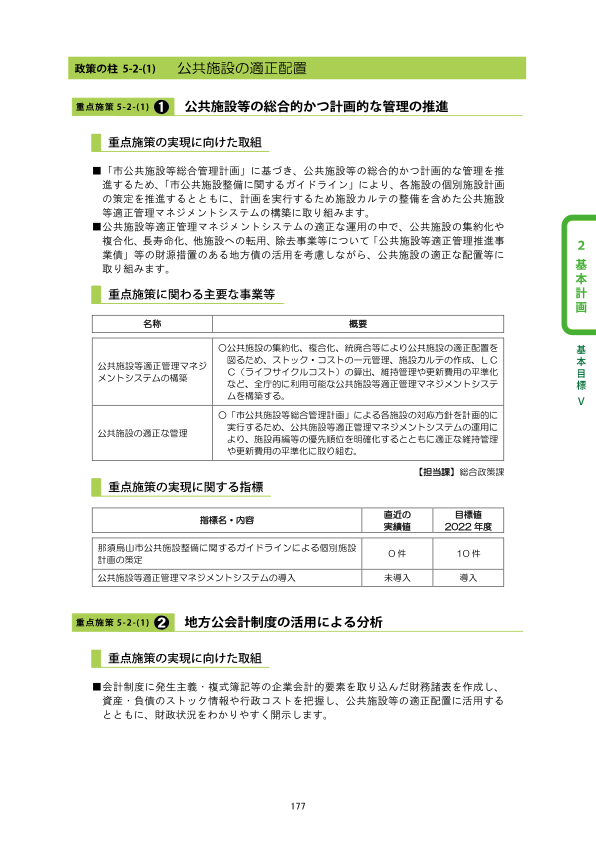 政策の柱 5-2-(1) 公共施設の適正配置
重点施策 5-2-(1) ❶ 公共施設等の総合的かつ計画的な管理の推進
重点施策の実現に向けた取組
■「市公共施設等総合管理計画」に基づき、公共施設等の総合的かつ計画的な管理を推
進するため、「市公共施設整備に関するガイドライン」により、各施設の個別施設計画
の策定を推進するとともに、計画を実行するため施設カルテの整備を含めた公共施設
等適正管理マネジメントシステムの構築に取り組みます。
■公共施設等適正管理マネジメントシステムの適正な運用の中で、公共施設の集約化や
複合化、長寿命化、他施設への転用、除去事業等について「公共施設等適正管理推進事
業債」等の財源措置のある地方債の活用を考慮しながら、公共施設の適正な配置等に
取り組みます。
重点施策に関わる主要な事業等
名称 概要
公共施設等適正管理マネジ
メントシステムの構築
○公共施設の集約化、複合化、統廃合等により公共施設の適正配置を
図るため、ストック・コストの一元管理、施設カルテの作成、ＬＣ
Ｃ（ライフサイクルコスト）の算出、維持管理や更新費用の平準化
など、全庁的に利用可能な公共施設等適正管理マネジメントシステ
ムを構築する。
公共施設の適正な管理
○「市公共施設等総合管理計画」による各施設の対応方針を計画的に
実行するため、公共施設等適正管理マネジメントシステムの運用に
より、施設再編等の優先順位を明確化するとともに適正な維持管理
や更新費用の平準化に取り組む。
【担当課】総合政策課
重点施策の実現に関する指標
指標名・内容 直近の実績値 目標値2022 年度
那須烏山市公共施設整備に関するガイドラインによる個別施設
計画の策定
0 件 10 件
公共施設等適正管理マネジメントシステムの導入 未導入 導入
重点施策 5-2-(1) ❷ 地方公会計制度の活用による分析
重点施策の実現に向けた取組
■会計制度に発生主義・複式簿記等の企業会計的要素を取り込んだ財務諸表を作成し、
資産・負債のストック情報や行政コストを把握し、公共施設等の適正配置に活用する
とともに、財政状況をわかりやすく開示します。
2 基本計画
基本目標 Ⅴ
177